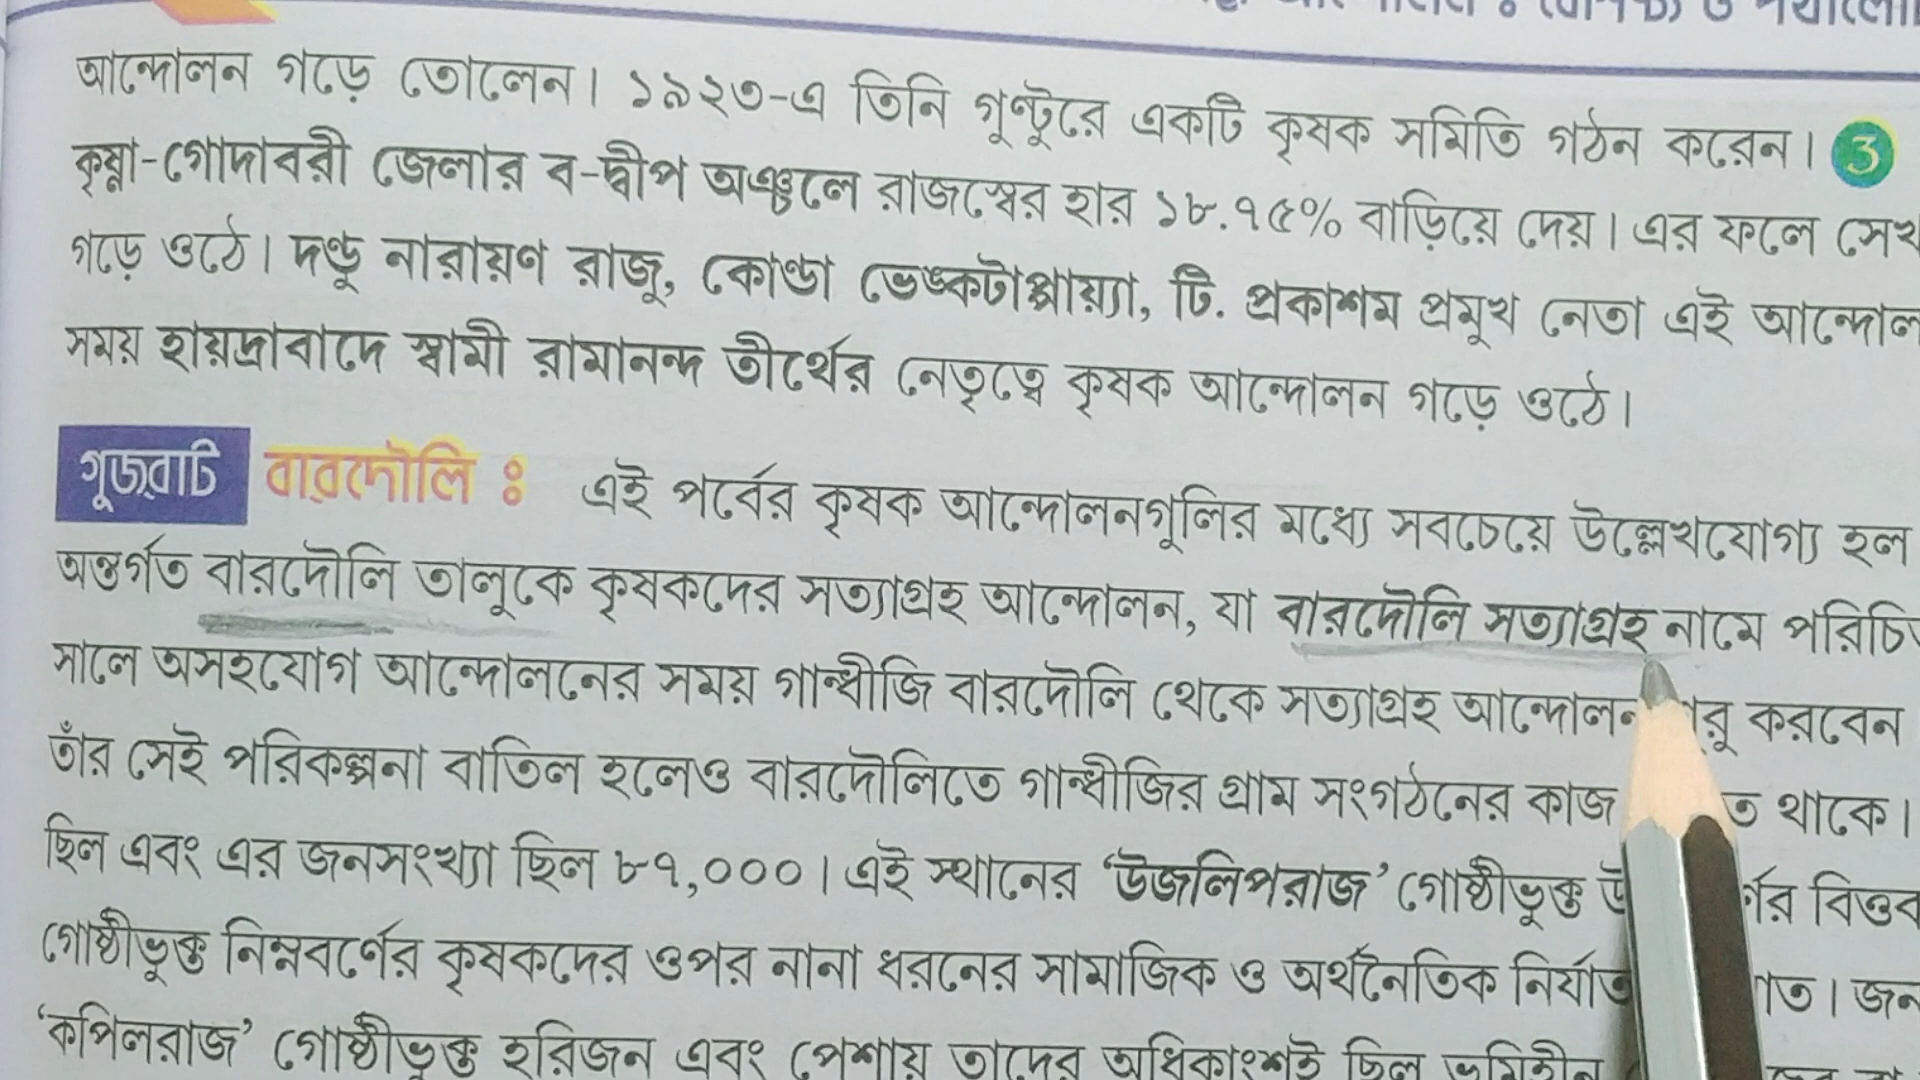 আন্দোলন গড়ে তোলেন। ১৯২৩-এ তিনি গুণ্টুরে একটি কৃষক সমিতি গঠন করেন। 3
কৃষ্ণা-গোদাবরী জেলার ব-দ্বীপ অঞ্চলে রাজস্বের হার ১৮.৭৫% বাড়িয়ে দেয়। এর ফলে
গড়ে ওঠে। দণ্ডু নারায়ণ রাজু, কোণ্ডা ভেঙ্কটাপ্পায়্যা, টি. প্রকাশম প্রমুখ নেতা এই
সময় হায়দ্রাবাদে স্বামী রামানন্দ তীর্থের নেতৃত্বে কৃষক আন্দোলন গড়ে ওঠে।
গুজরাট বারদৌলি : এই পর্বের কৃষক আন্দোলনগুলির মধ্যে সবচেয়ে উল্লেখযোগ্য হল
অন্তর্গত বারদৌলি তালুকে কৃষকদের সত্যাগ্রহ আন্দোলন, যা বারদৌলি সত্যাগ্রহ নামে
সালে অসহযোগ আন্দোলনের সময় গান্ধীজি বারদৌলি থেকে সত্যাগ্রহ আন্দোলন করবেন
তাঁর সেই পরিকল্পনা বাতিল হলেও বারদৌলিতে গান্ধীজির গ্রাম সংগঠনের কাজ থাকে।
ছিল এবং এর জনসংখ্যা ছিল ৮৭,০০০। এই স্থানের ‘উজলিপরাজ’ গোষ্ঠীভুক্ত
গোষ্ঠীভুক্ত নিম্নবর্ণের কৃষকদের ওপর নানা ধরনের সামাজিক ও অর্থনৈতিক
‘কপিলরাজ’ গোষ্ঠীভুক্ত হরিজন এবং পেশায় তাদের অধিকাংশই ছিল ভূমিহীন